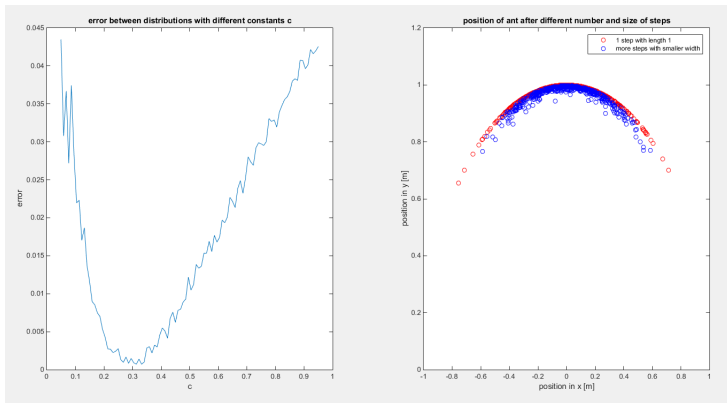 error between distributions with different constants c
0.045
0.04
0.035
0.03
0.025
0.02
0.015
0.01
0.005
0
error
0 0.1 0.2 0.3 0.4 0.5 0.6 0.7 0.8 0.9 1
c
position of ant after different number and size of steps
1 step with length 1
more steps with smaller width
1.2
1
0.8
0.6
0.4
0.2
0
position in y [m]
-1 -0.8 -0.6 -0.4 -0.2 0 0.2 0.4 0.6 0.8 1
position in x [m]